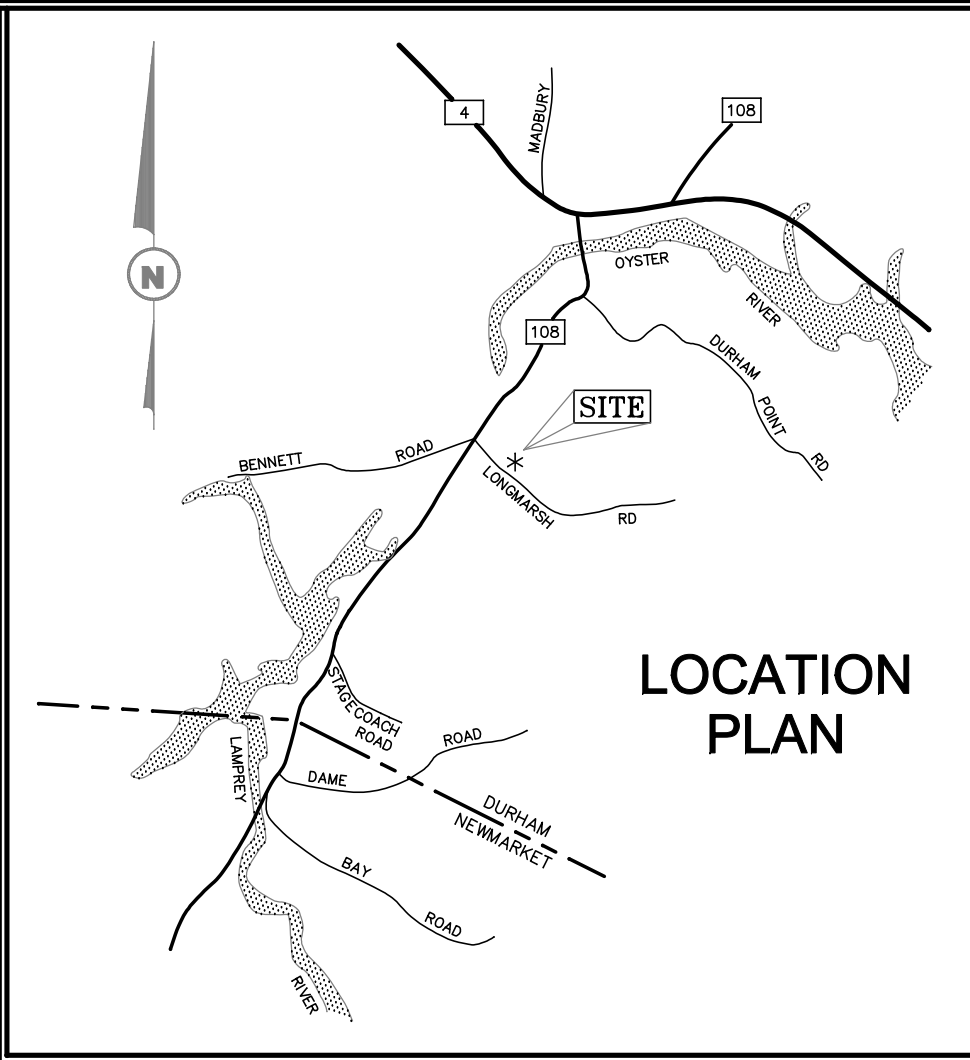 4
MADBURY
108
N
OYSTER
RIVER
108
DURHAM
POINT
RD
SITE
BENNETT
ROAD
LONGMARSH
RD
LOCATION
PLAN
STAGECOACH
ROAD
LAMPREY
ROAD
DAME
DURHAM
NEWMARKET
BAY
ROAD
RIVER